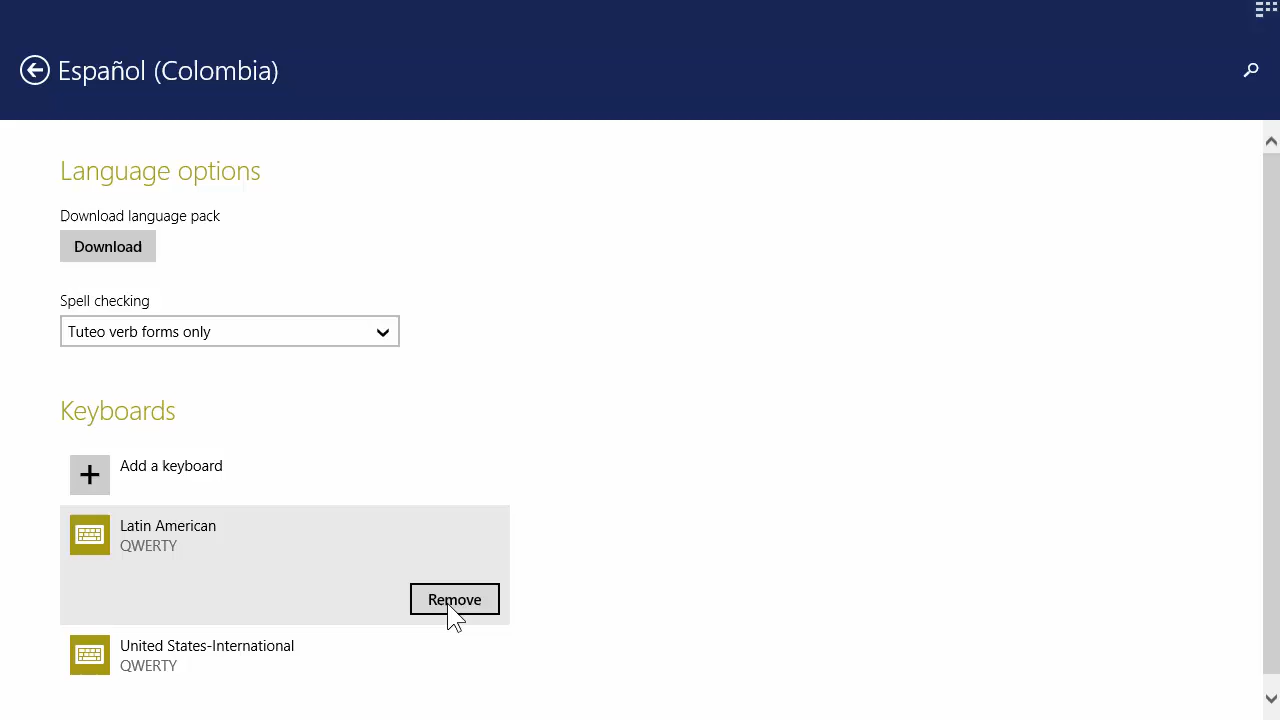 Español (Colombia)
Language options
Download language pack
Download
Spell checking
Tuteo verb forms only
Keyboards
Add a keyboard
Latin American
QWERTY
Remove
United States-International
QWERTY